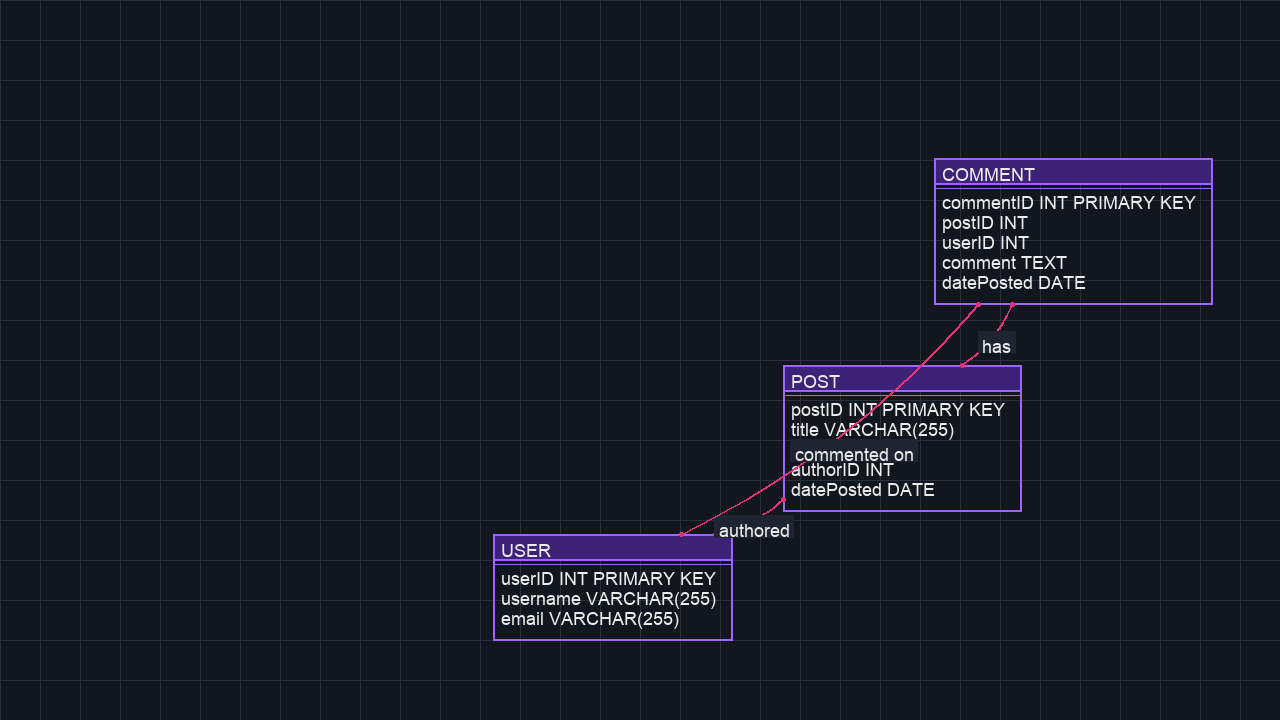 COMMENT
commentID INT PRIMARY KEY
postID INT
userID INT
comment TEXT
datePosted DATE
has
POST
postID INT PRIMARY KEY
title VARCHAR(255)
commented on
authorID INT
datePosted DATE
authored
USER
userID INT PRIMARY KEY
username VARCHAR(255)
email VARCHAR(255)